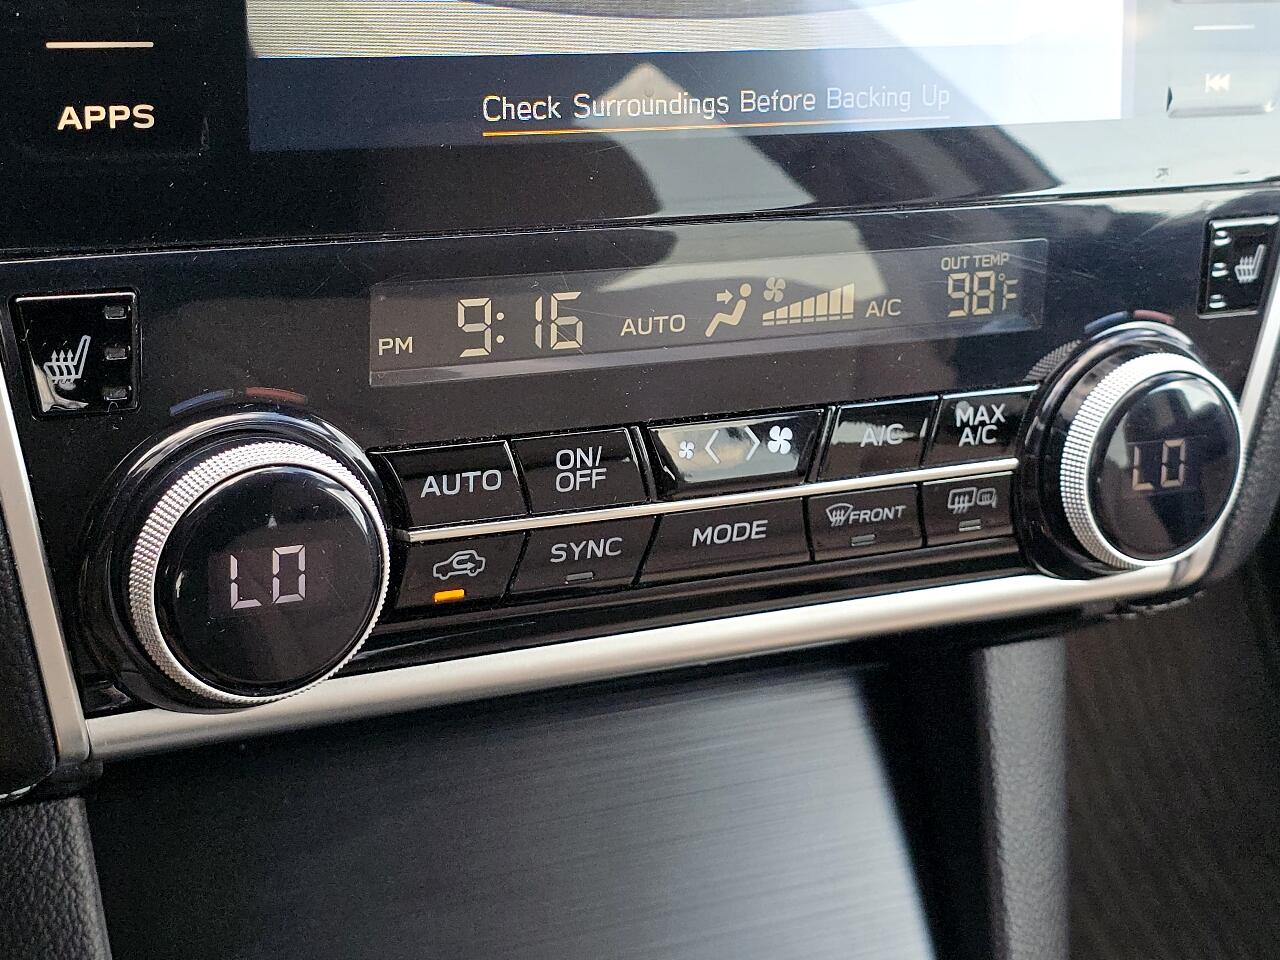 APPS
Check Surroundings Before Backing Up
OUT TEMP
PM 9:16 AUTO A/C 98°F
AUTO
ON/
OFF
A/C
MAX
A/C
LO
LO
SYNC
MODE
FRONT